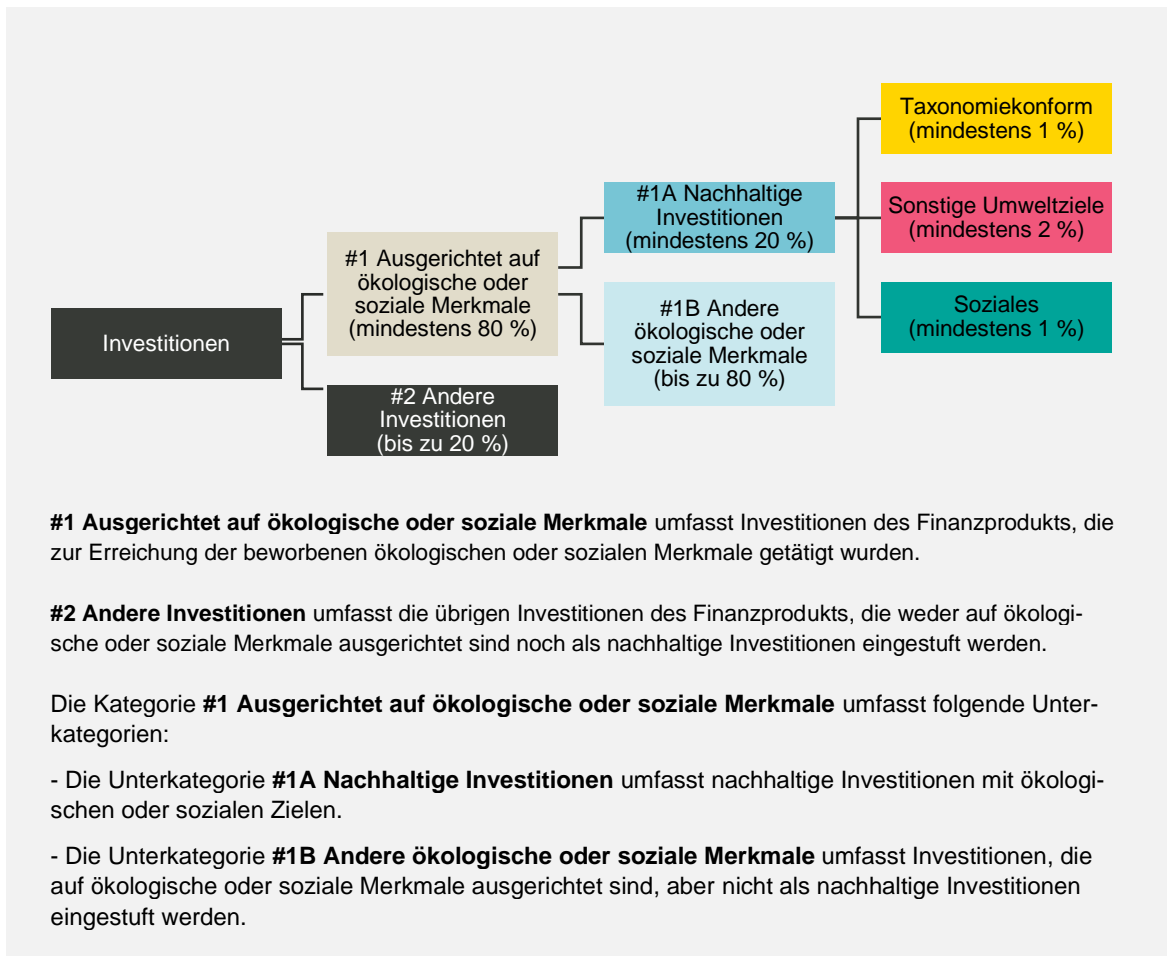 Investitionen
#1 Ausgerichtet auf
ökologische oder
soziale Merkmale
(mindestens 80 %)
#2 Andere
Investitionen
(bis zu 20 %)
#1A Nachhaltige
Investitionen
(mindestens 20 %)
#1B Andere
ökologische oder
soziale Merkmale
(bis zu 80 %)
Taxonomiekonform
(mindestens 1 %)
Sonstige Umweltziele
(mindestens 2 %)
Soziales
(mindestens 1 %)
#1 Ausgerichtet auf ökologische oder soziale Merkmale umfasst Investitionen des Finanzprodukts, die
zur Erreichung der beworbenen ökologischen oder sozialen Merkmale getätigt wurden.
#2 Andere Investitionen umfasst die übrigen Investitionen des Finanzprodukts, die weder auf ökologi-
sche oder soziale Merkmale ausgerichtet sind noch als nachhaltige Investitionen eingestuft werden.
Die Kategorie #1 Ausgerichtet auf ökologische oder soziale Merkmale umfasst folgende Unter-
kategorien:
- Die Unterkategorie #1A Nachhaltige Investitionen umfasst nachhaltige Investitionen mit ökologi-
schen oder sozialen Zielen.
- Die Unterkategorie #1B Andere ökologische oder soziale Merkmale umfasst Investitionen, die
auf ökologische oder soziale Merkmale ausgerichtet sind, aber nicht als nachhaltige Investitionen
eingestuft werden.